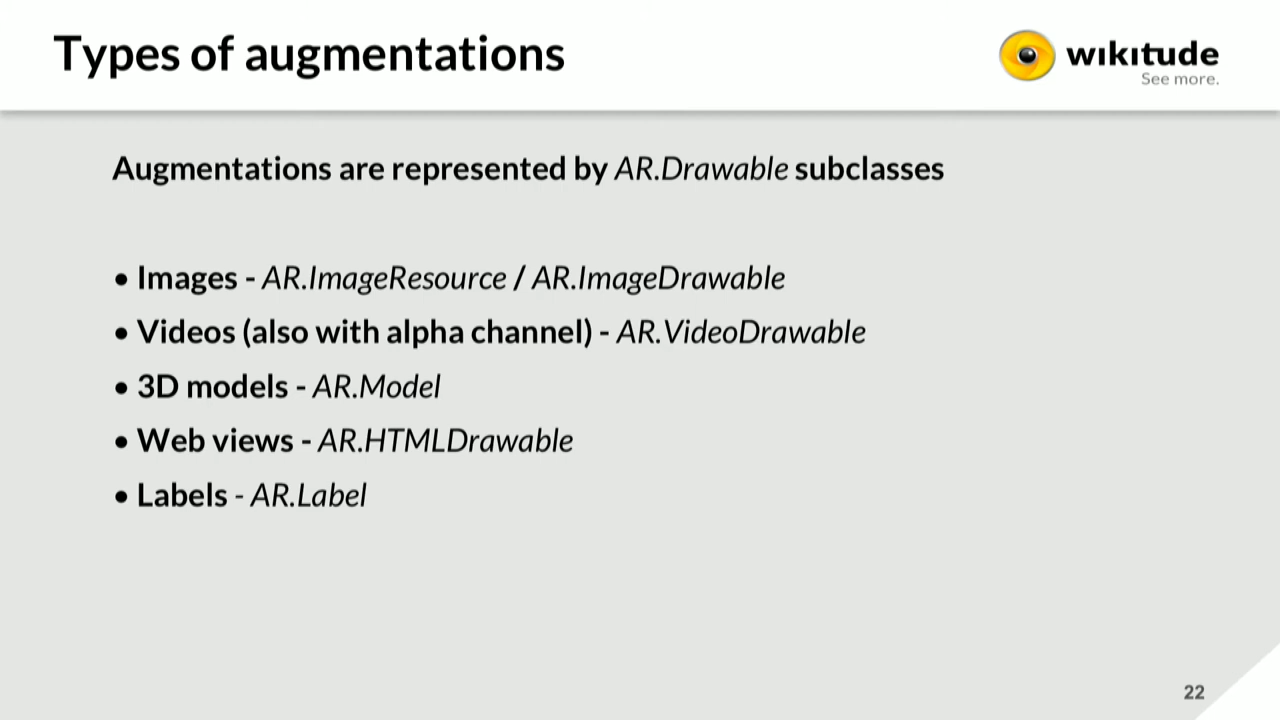 Types of augmentations
wikitude
See more.
Augmentations are represented by AR.Drawable subclasses
• Images - AR.ImageResource / AR.ImageDrawable
• Videos (also with alpha channel) - AR.VideoDrawable
• 3D models - AR.Model
• Web views - AR.HTMLDrawable
• Labels - AR.Label
22